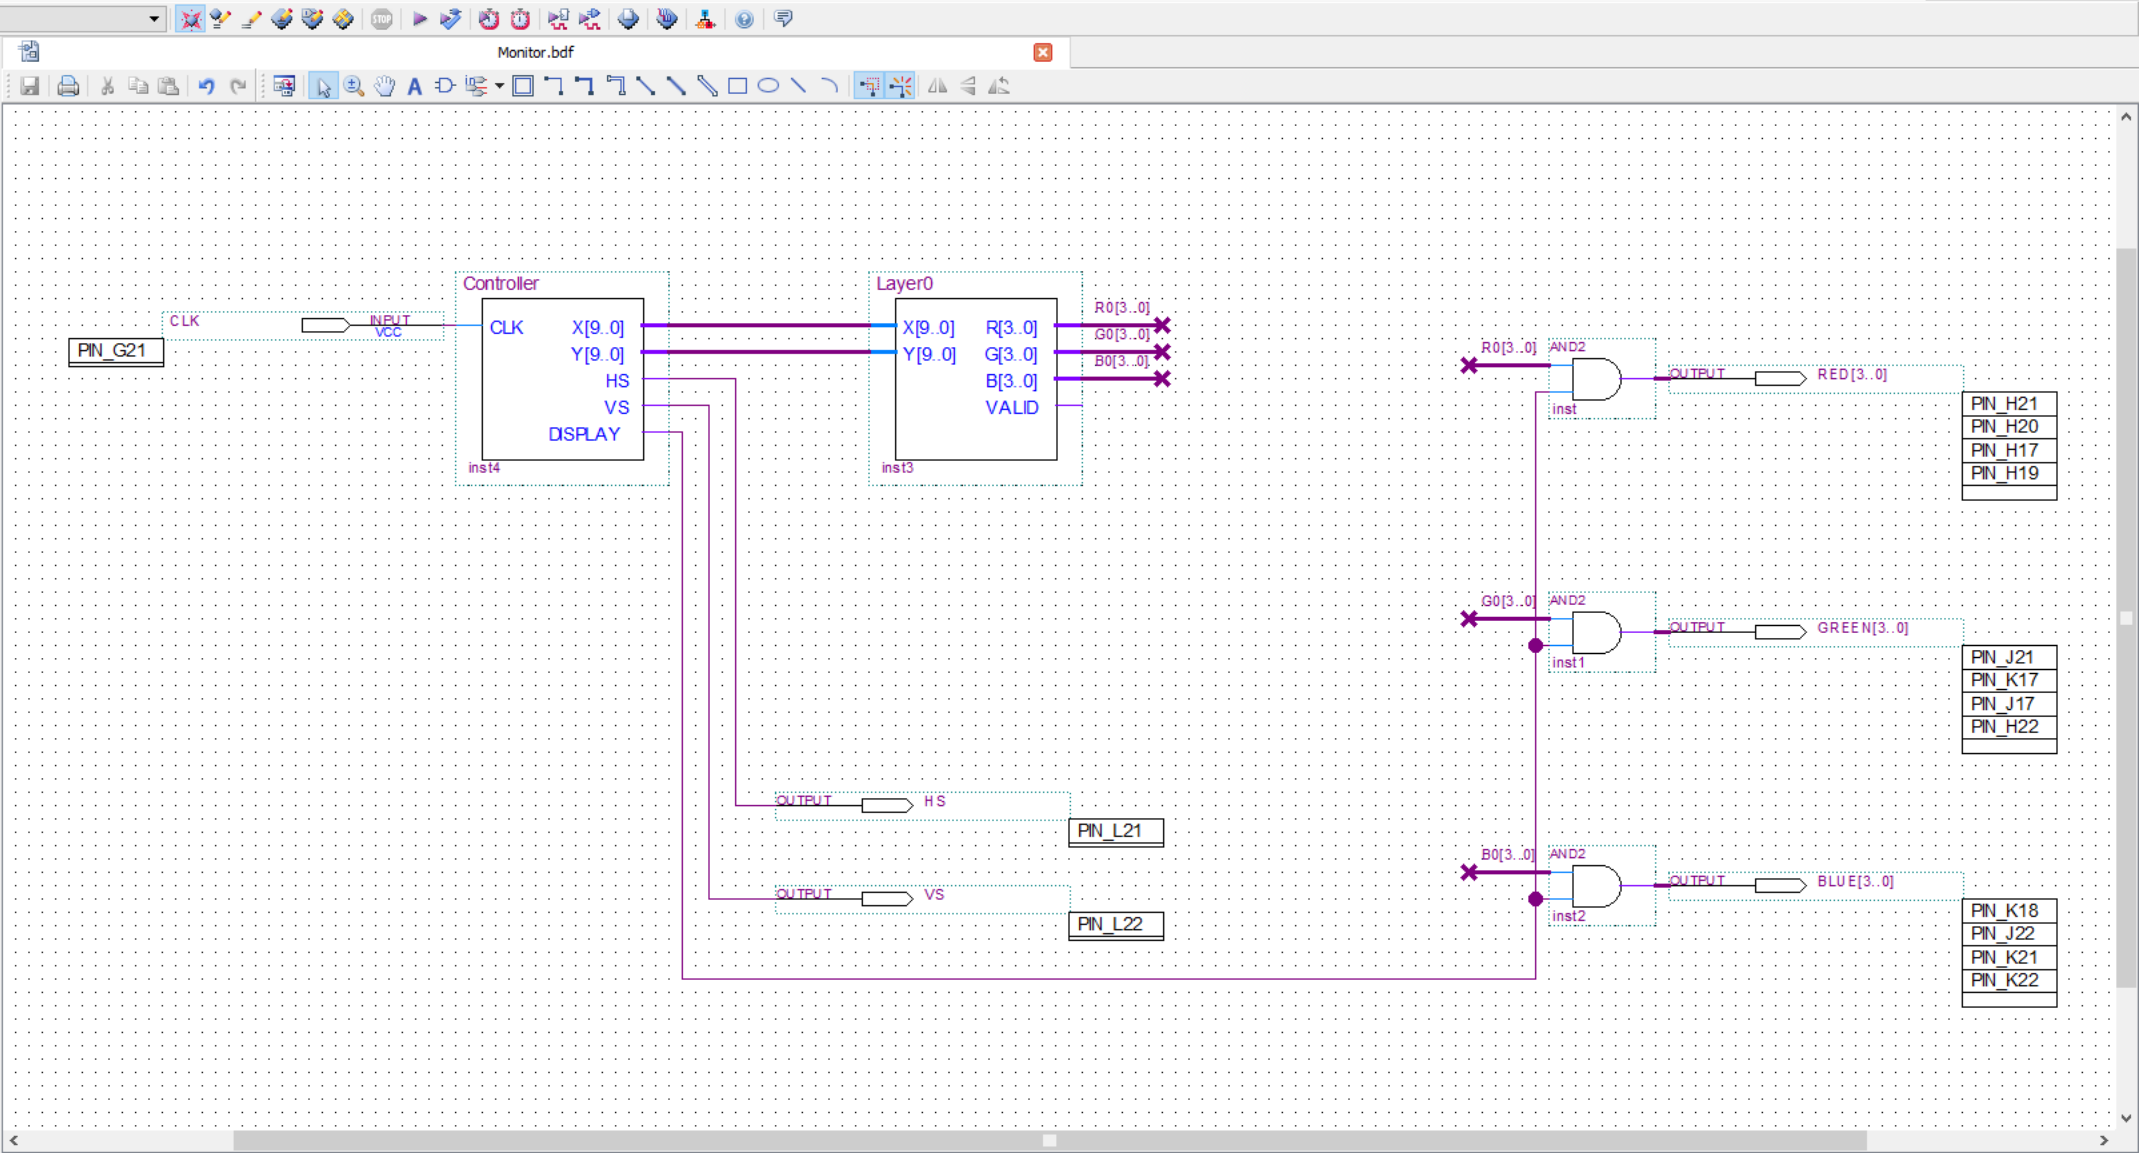 STOP
Monitor.bdf
A
Controller
CLK
INPUT
VCC
PIN_G21
CLK
X[9..0]
Y[9..0]
HS
VS
DISPLAY
inst4
Layer0
X[9..0]
Y[9..0]
R[3..0]
G[3..0]
B[3..0]
VALID
inst3
R0[3..0]
G0[3..0]
B0[3..0]
R0[3..0]
AND2
inst
OUTPUT
RED[3..0]
PIN_H21
PIN_H20
PIN_H17
PIN_H19
G0[3..0]
AND2
inst1
OUTPUT
GREEN[3..0]
PIN_J21
PIN_K17
PIN_J17
PIN_H22
OUTPUT
HS
PIN_L21
OUTPUT
VS
PIN_L22
B0[3..0]
AND2
inst2
OUTPUT
BLUE[3..0]
PIN_K18
PIN_J22
PIN_K21
PIN_K22